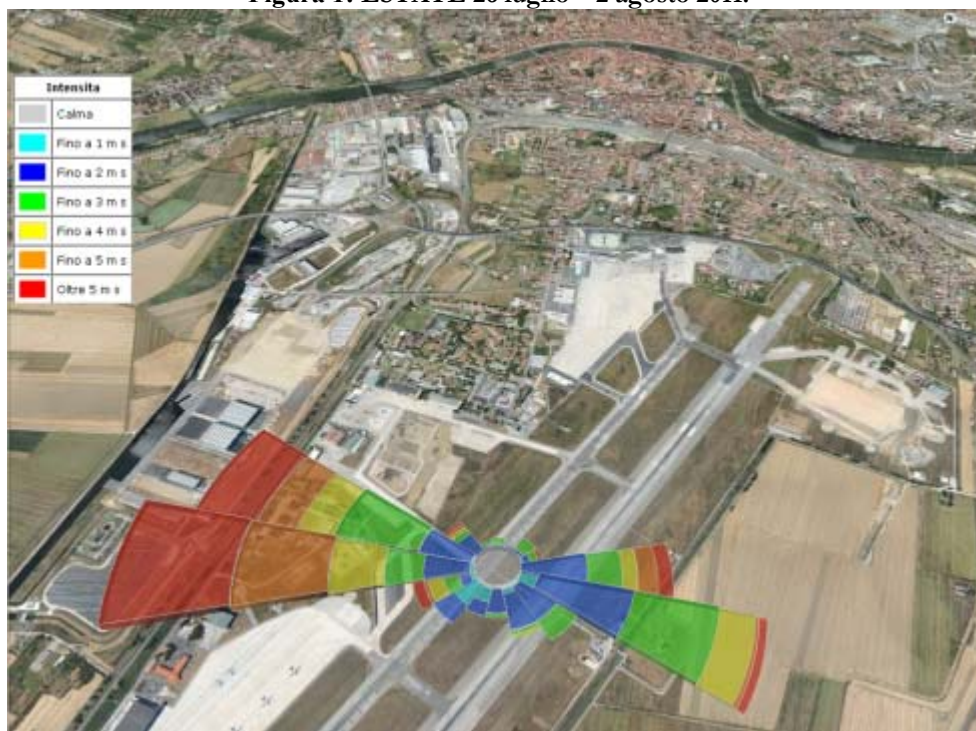 Figura 1: ESTATE 26 luglio – 2 agosto 2011.
Intensita
Calma
Fino a 1 m s
Fino a 2 m s
Fino a 3 m s
Fino a 4 m s
Fino a 5 m s
Oltre 5 m s